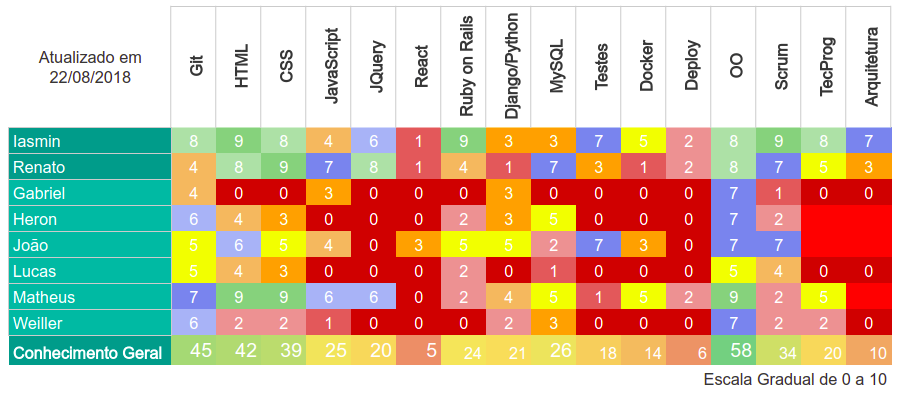 Atualizado em
22/08/2018
Git HTML CSS JavaScript JQuery React Ruby on Rails Django/Python MySQL Testes Docker Deploy OO Scrum TecProg Arquitetura
Iasmin 8 9 8 4 6 1 9 3 3 7 5 2 8 9 8 7
Renato 4 8 9 7 8 1 4 1 7 3 1 2 8 7 5 3
Gabriel 4 0 0 3 0 0 0 3 0 0 0 0 7 1 0 0
Heron 6 4 3 0 0 0 2 3 5 0 0 0 7 2
João 5 6 5 4 0 3 5 5 2 7 3 0 7 7
Lucas 5 4 3 0 0 0 2 0 1 0 0 0 5 4 0 0
Matheus 7 9 9 6 6 0 2 4 5 1 5 2 9 2 5
Weiller 6 2 2 1 0 0 0 2 3 0 0 0 7 2 2 0
Conhecimento Geral 45 42 39 25 20 5 24 21 26 18 14 6 58 34 20 10
Escala Gradual de 0 a 10